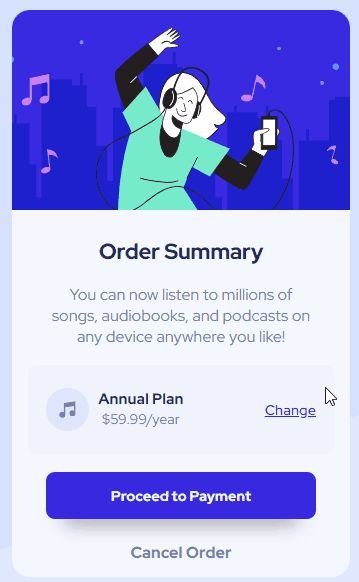 Order Summary
You can now listen to millions of
songs, audiobooks, and podcasts on
any device anywhere you like!
Annual Plan
$59.99/year
Change
Proceed to Payment
Cancel Order